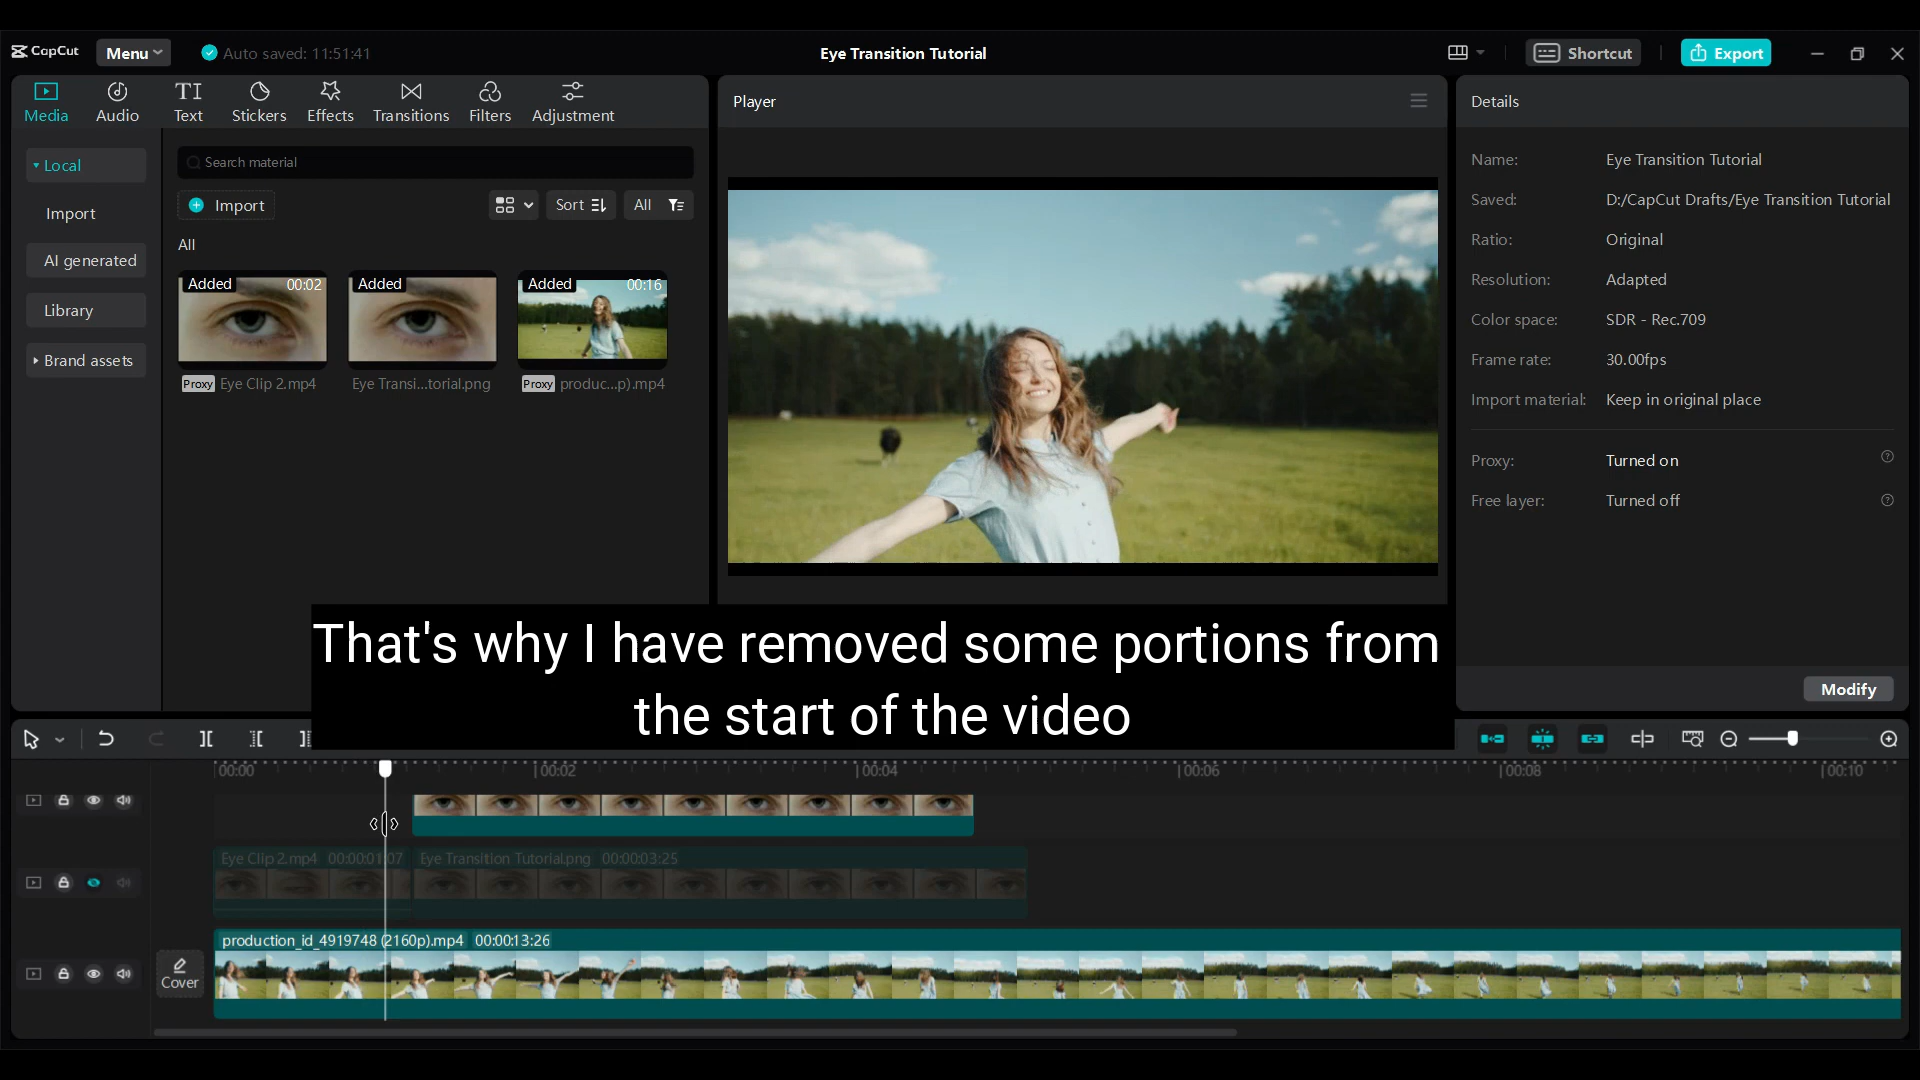 CapCut
Menu
Auto saved: 11:51:41
Eye Transition Tutorial
Shortcut
Export
Media
Audio
Text
Stickers
Effects
Transitions
Filters
Adjustment
Player
Details
Local
Import
AI generated
Library
Brand assets
Search material
Import
Sort
All
All
Added
00:02
Added
Added
00:16
Proxy
Eye Clip 2.mp4
Eye Transi...torial.png
Proxy
produc...p).mp4
Name:
Eye Transition Tutorial
Saved:
D:/CapCut Drafts/Eye Transition Tutorial
Ratio:
Original
Resolution:
Adapted
Color space:
SDR - Rec.709
Frame rate:
30.00fps
Import material:
Keep in original place
Proxy:
Turned on
Free layer:
Turned off
Modify
That's why I have removed some portions from
the start of the video
00:00
00:02
00:04
00:06
00:08
00:10
Eye Clip 2.mp4 00:00:01:07
Eye Transition Tutorial.png 00:00:03:25
Cover
production_id_4919748 (2160p).mp4 00:00:13:26